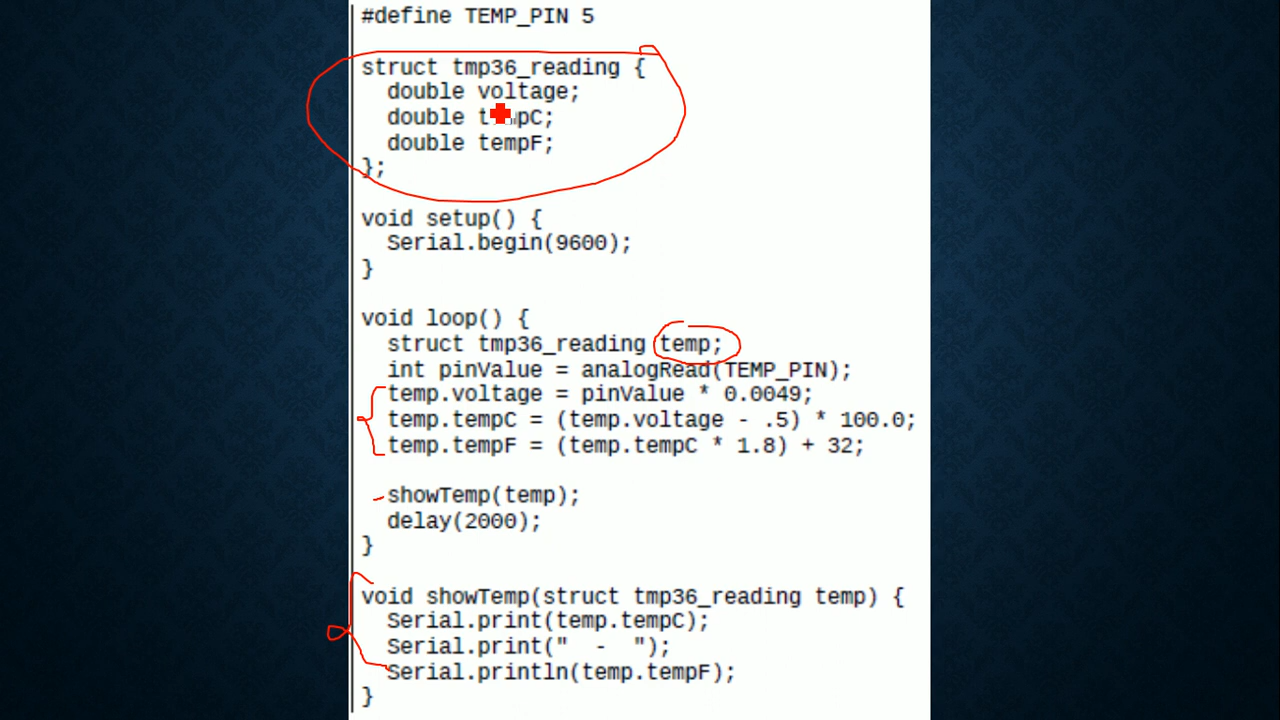 #define TEMP_PIN 5
struct tmp36_reading {
double voltage;
double tempC;
double tempF;
};
void setup() {
Serial.begin(9600);
}
void loop() {
struct tmp36_reading temp;
int pinValue = analogRead(TEMP_PIN);
temp.voltage = pinValue * 0.0049;
temp.tempC = (temp.voltage - .5) * 100.0;
temp.tempF = (temp.tempC * 1.8) + 32;
showTemp(temp);
delay(2000);
}
void showTemp(struct tmp36_reading temp) {
Serial.print(temp.tempC);
Serial.print("  -  ");
Serial.println(temp.tempF);
}